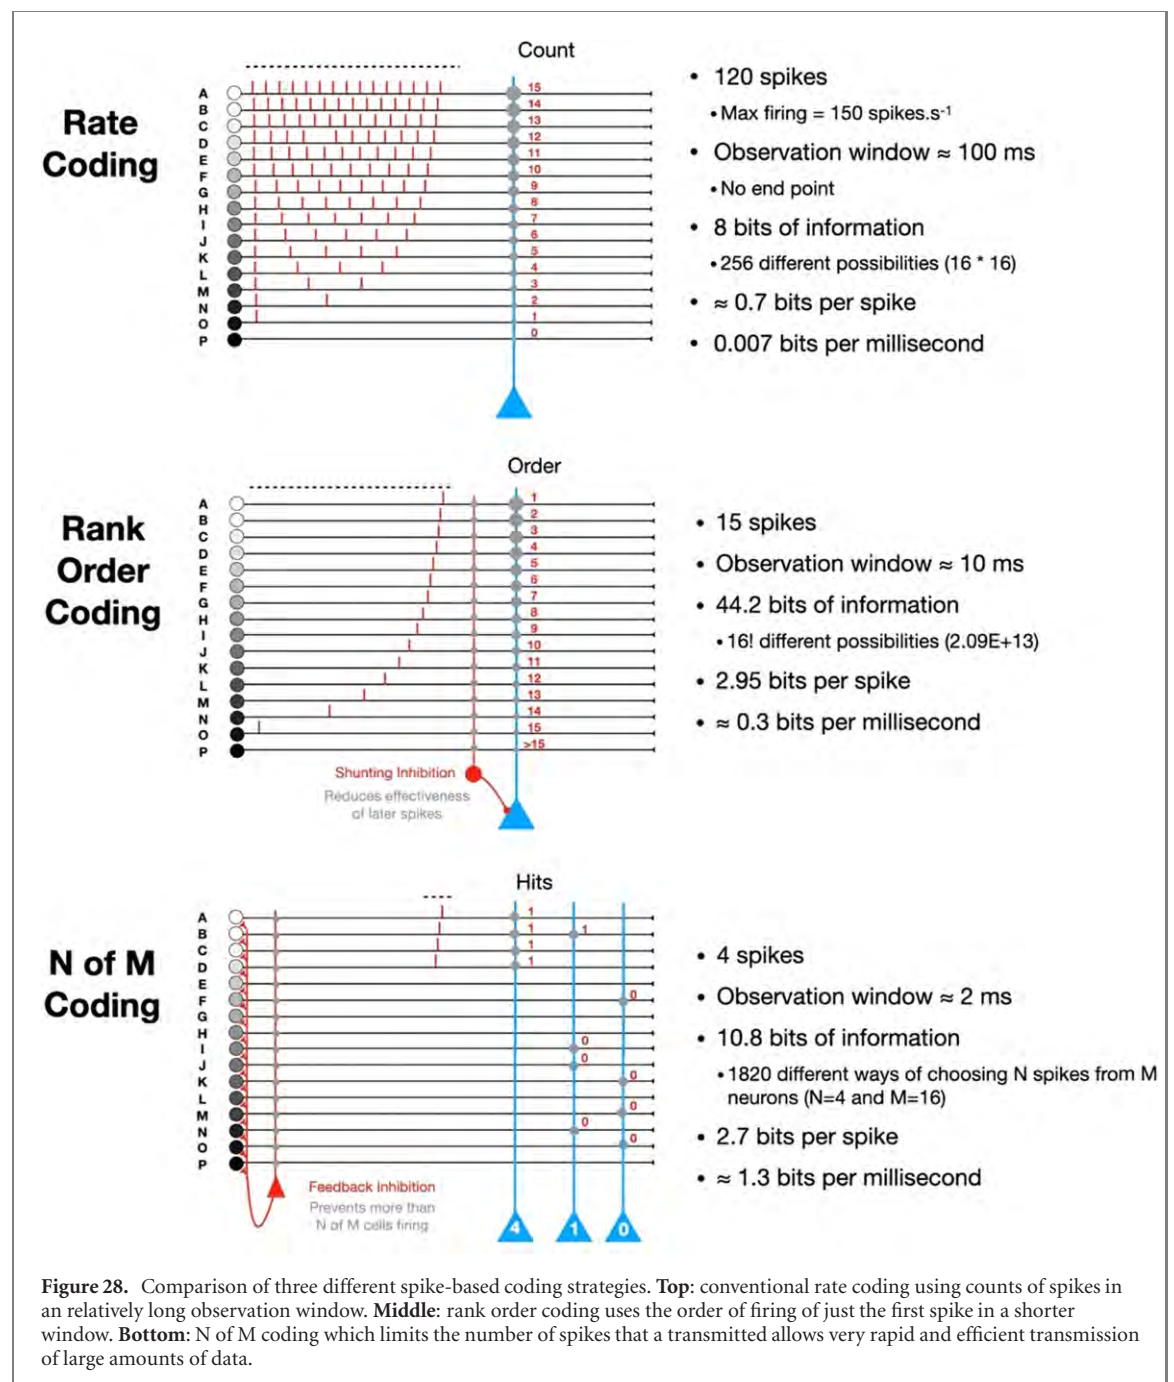 Count
Rate
Coding
A 15
B 14
C 13
D 12
E 11
F 10
G 9
H 8
I 7
J 6
K 5
L 4
M 3
N 2
O 1
P 0
• 120 spikes
• Max firing = 150 spikes.s-1
• Observation window ≈ 100 ms
• No end point
• 8 bits of information
• 256 different possibilities (16 * 16)
• ≈ 0.7 bits per spike
• 0.007 bits per millisecond
Order
Rank
Order
Coding
A 1
B 2
C 3
D 4
E 5
F 6
G 7
H 8
I 9
J 10
K 11
L 12
M 13
N 14
O 15
P >15
Shunting Inhibition
Reduces effectiveness
of later spikes
• 15 spikes
• Observation window ≈ 10 ms
• 44.2 bits of information
• 16! different possibilities (2.09E+13)
• 2.95 bits per spike
• ≈ 0.3 bits per millisecond
Hits
N of M
Coding
A 1
B 1 1
C 1
D 1
E
F 0
G
H
I 0
J 0
K 0
L
M 0
N 0
O 0
P
Feedback Inhibition
Prevents more than
N of M cells firing
4 1 0
• 4 spikes
• Observation window ≈ 2 ms
• 10.8 bits of information
• 1820 different ways of choosing N spikes from M
neurons (N=4 and M=16)
• 2.7 bits per spike
• ≈ 1.3 bits per millisecond
Figure 28. Comparison of three different spike-based coding strategies. Top: conventional rate coding using counts of spikes in
an relatively long observation window. Middle: rank order coding uses the order of firing of just the first spike in a shorter
window. Bottom: N of M coding which limits the number of spikes that a transmitted allows very rapid and efficient transmission
of large amounts of data.